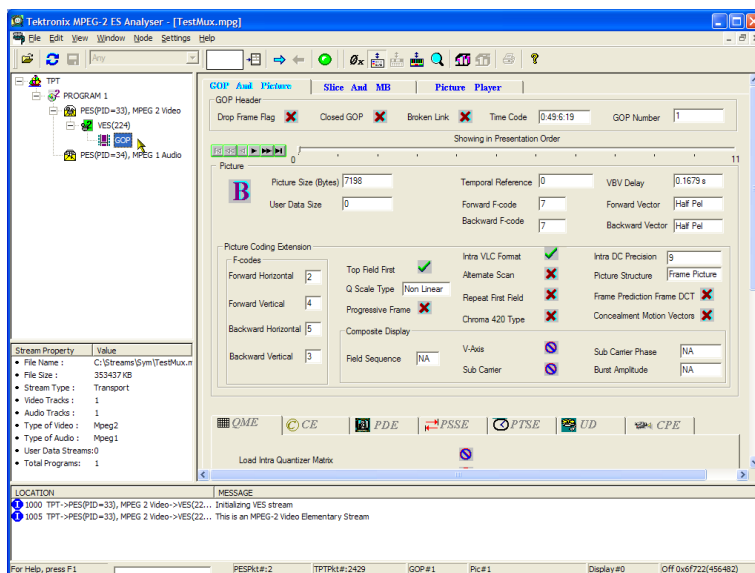 Tektronix MPEG-2 ES Analyser - [TestMux.mpg]
File Edit View Window Node Settings Help
Any
TPT
PROGRAM 1
PES(PID=33), MPEG 2 Video
VES(224)
GOP
PES(PID=34), MPEG 1 Audio
GOP And Picture Slice And MB Picture Player
GOP Header
Drop Frame Flag Closed GOP Broken Link Time Code 0:49:6.19 GOP Number 1
Showing in Presentation Order
0 11
Picture
B
Picture Size (Bytes) 7198 Temporal Reference 0 VBV Delay 0.1679 s
User Data Size 0 Forward F-code 7 Forward Vector Half Pel
Backward F-code 7 Backward Vector Half Pel
Picture Coding Extension
F-codes
Forward Horizontal 2
Forward Vertical 4
Backward Horizontal 5
Backward Vertical 3
Top Field First
Q Scale Type Non Linear
Progressive Frame
Intra VLC Format
Alternate Scan
Repeat First Field
Chroma 420 Type
Intra DC Precision 9
Picture Structure Frame Picture
Frame Prediction Frame DCT
Concealment Motion Vectors
Composite Display
Field Sequence NA
V-Axis
Sub Carrier
Sub Carrier Phase NA
Burst Amplitude NA
QME CE PDE PSSE PTSE UD CPE
Load Intra Quantizer Matrix
Stream Property Value
File Name : C:\Streams\Sym\TestMux.m
File Size : 353437 KB
Stream Type : Transport
Video Tracks : 1
Audio Tracks : 1
Type of Video : Mpeg2
Type of Audio : Mpeg1
User Data Streams:0
Total Programs: 1
LOCATION MESSAGE
1000 TPT->PES(PID=33), MPEG 2 Video->VES(22... Initializing VES stream
1005 TPT->PES(PID=33), MPEG 2 Video->VES(22... This is an MPEG-2 Video Elementary Stream
For Help, press F1 PESPkt#:2 TPTPkt#:2429 GOP#1 Pic#1 Display#0 Off 0x6f722(456482)